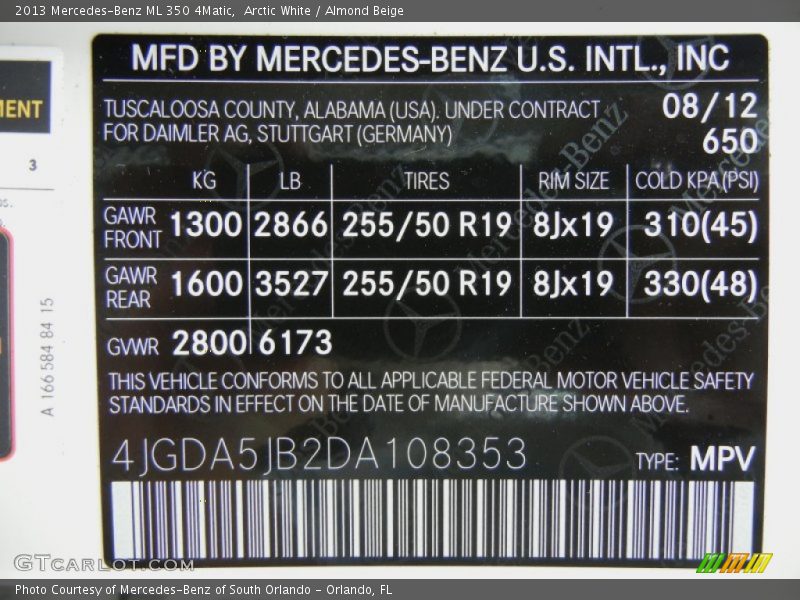 2013 Mercedes-Benz ML 350 4Matic, Arctic White / Almond Beige
MENT
3
A 166 584 84 15
MFD BY MERCEDES-BENZ U.S. INTL., INC
TUSCALOOSA COUNTY, ALABAMA (USA). UNDER CONTRACT 08/12
FOR DAIMLER AG, STUTTGART (GERMANY) 650
KG LB TIRES RIM SIZE COLD KPA (PSI)
GAWR FRONT 1300 2866 255/50 R19 8Jx19 310(45)
GAWR REAR 1600 3527 255/50 R19 8Jx19 330(48)
GVWR 2800 6173
THIS VEHICLE CONFORMS TO ALL APPLICABLE FEDERAL MOTOR VEHICLE SAFETY
STANDARDS IN EFFECT ON THE DATE OF MANUFACTURE SHOWN ABOVE.
4JGDA5JB2DA108353 TYPE: MPV
GTCARLOT.COM
Photo Courtesy of Mercedes-Benz of South Orlando - Orlando, FL